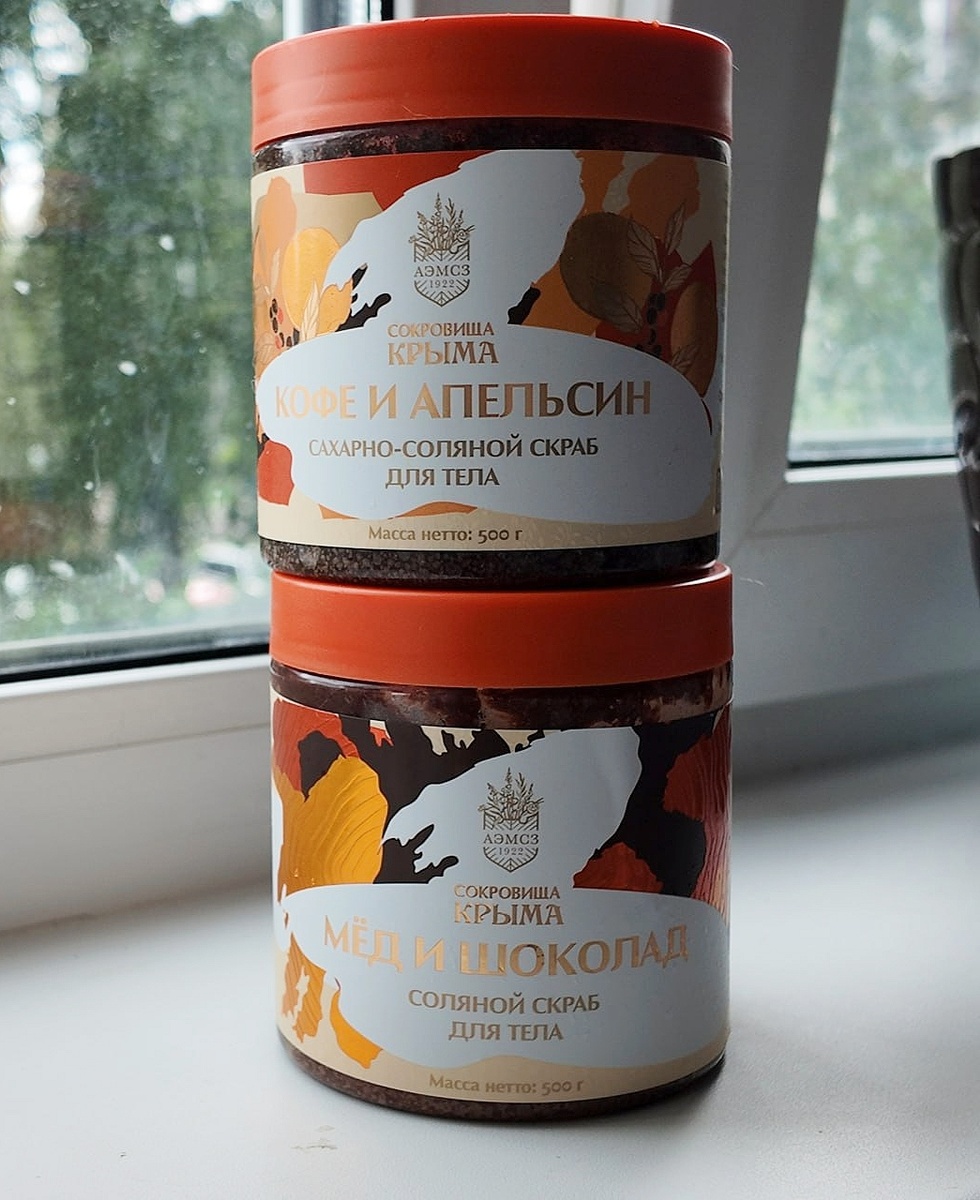 АЭМСЗ
1922
СОКРОВИЩА
КРЫМА
КОФЕ И АПЕЛЬСИН
САХАРНО-СОЛЯНОЙ СКРАБ
ДЛЯ ТЕЛА
Масса нетто: 500 г
АЭМСЗ
1922
СОКРОВИЩА
КРЫМА
МЁД И ШОКОЛАД
СОЛЯНОЙ СКРАБ
ДЛЯ ТЕЛА
Масса нетто: 500 г